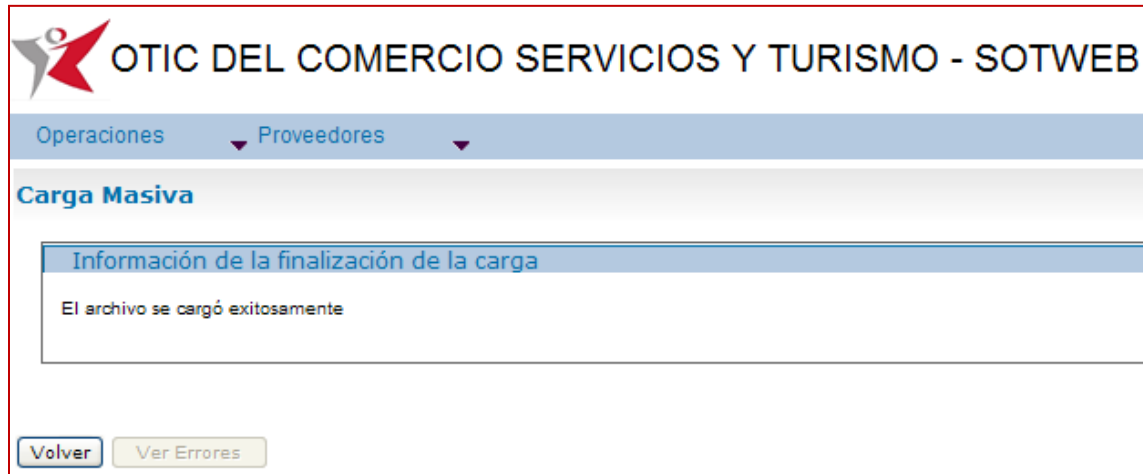 OTIC DEL COMERCIO SERVICIOS Y TURISMO - SOTWEB
Operaciones Proveedores
Carga Masiva
Información de la finalización de la carga
El archivo se cargó exitosamente
Volver Ver Errores